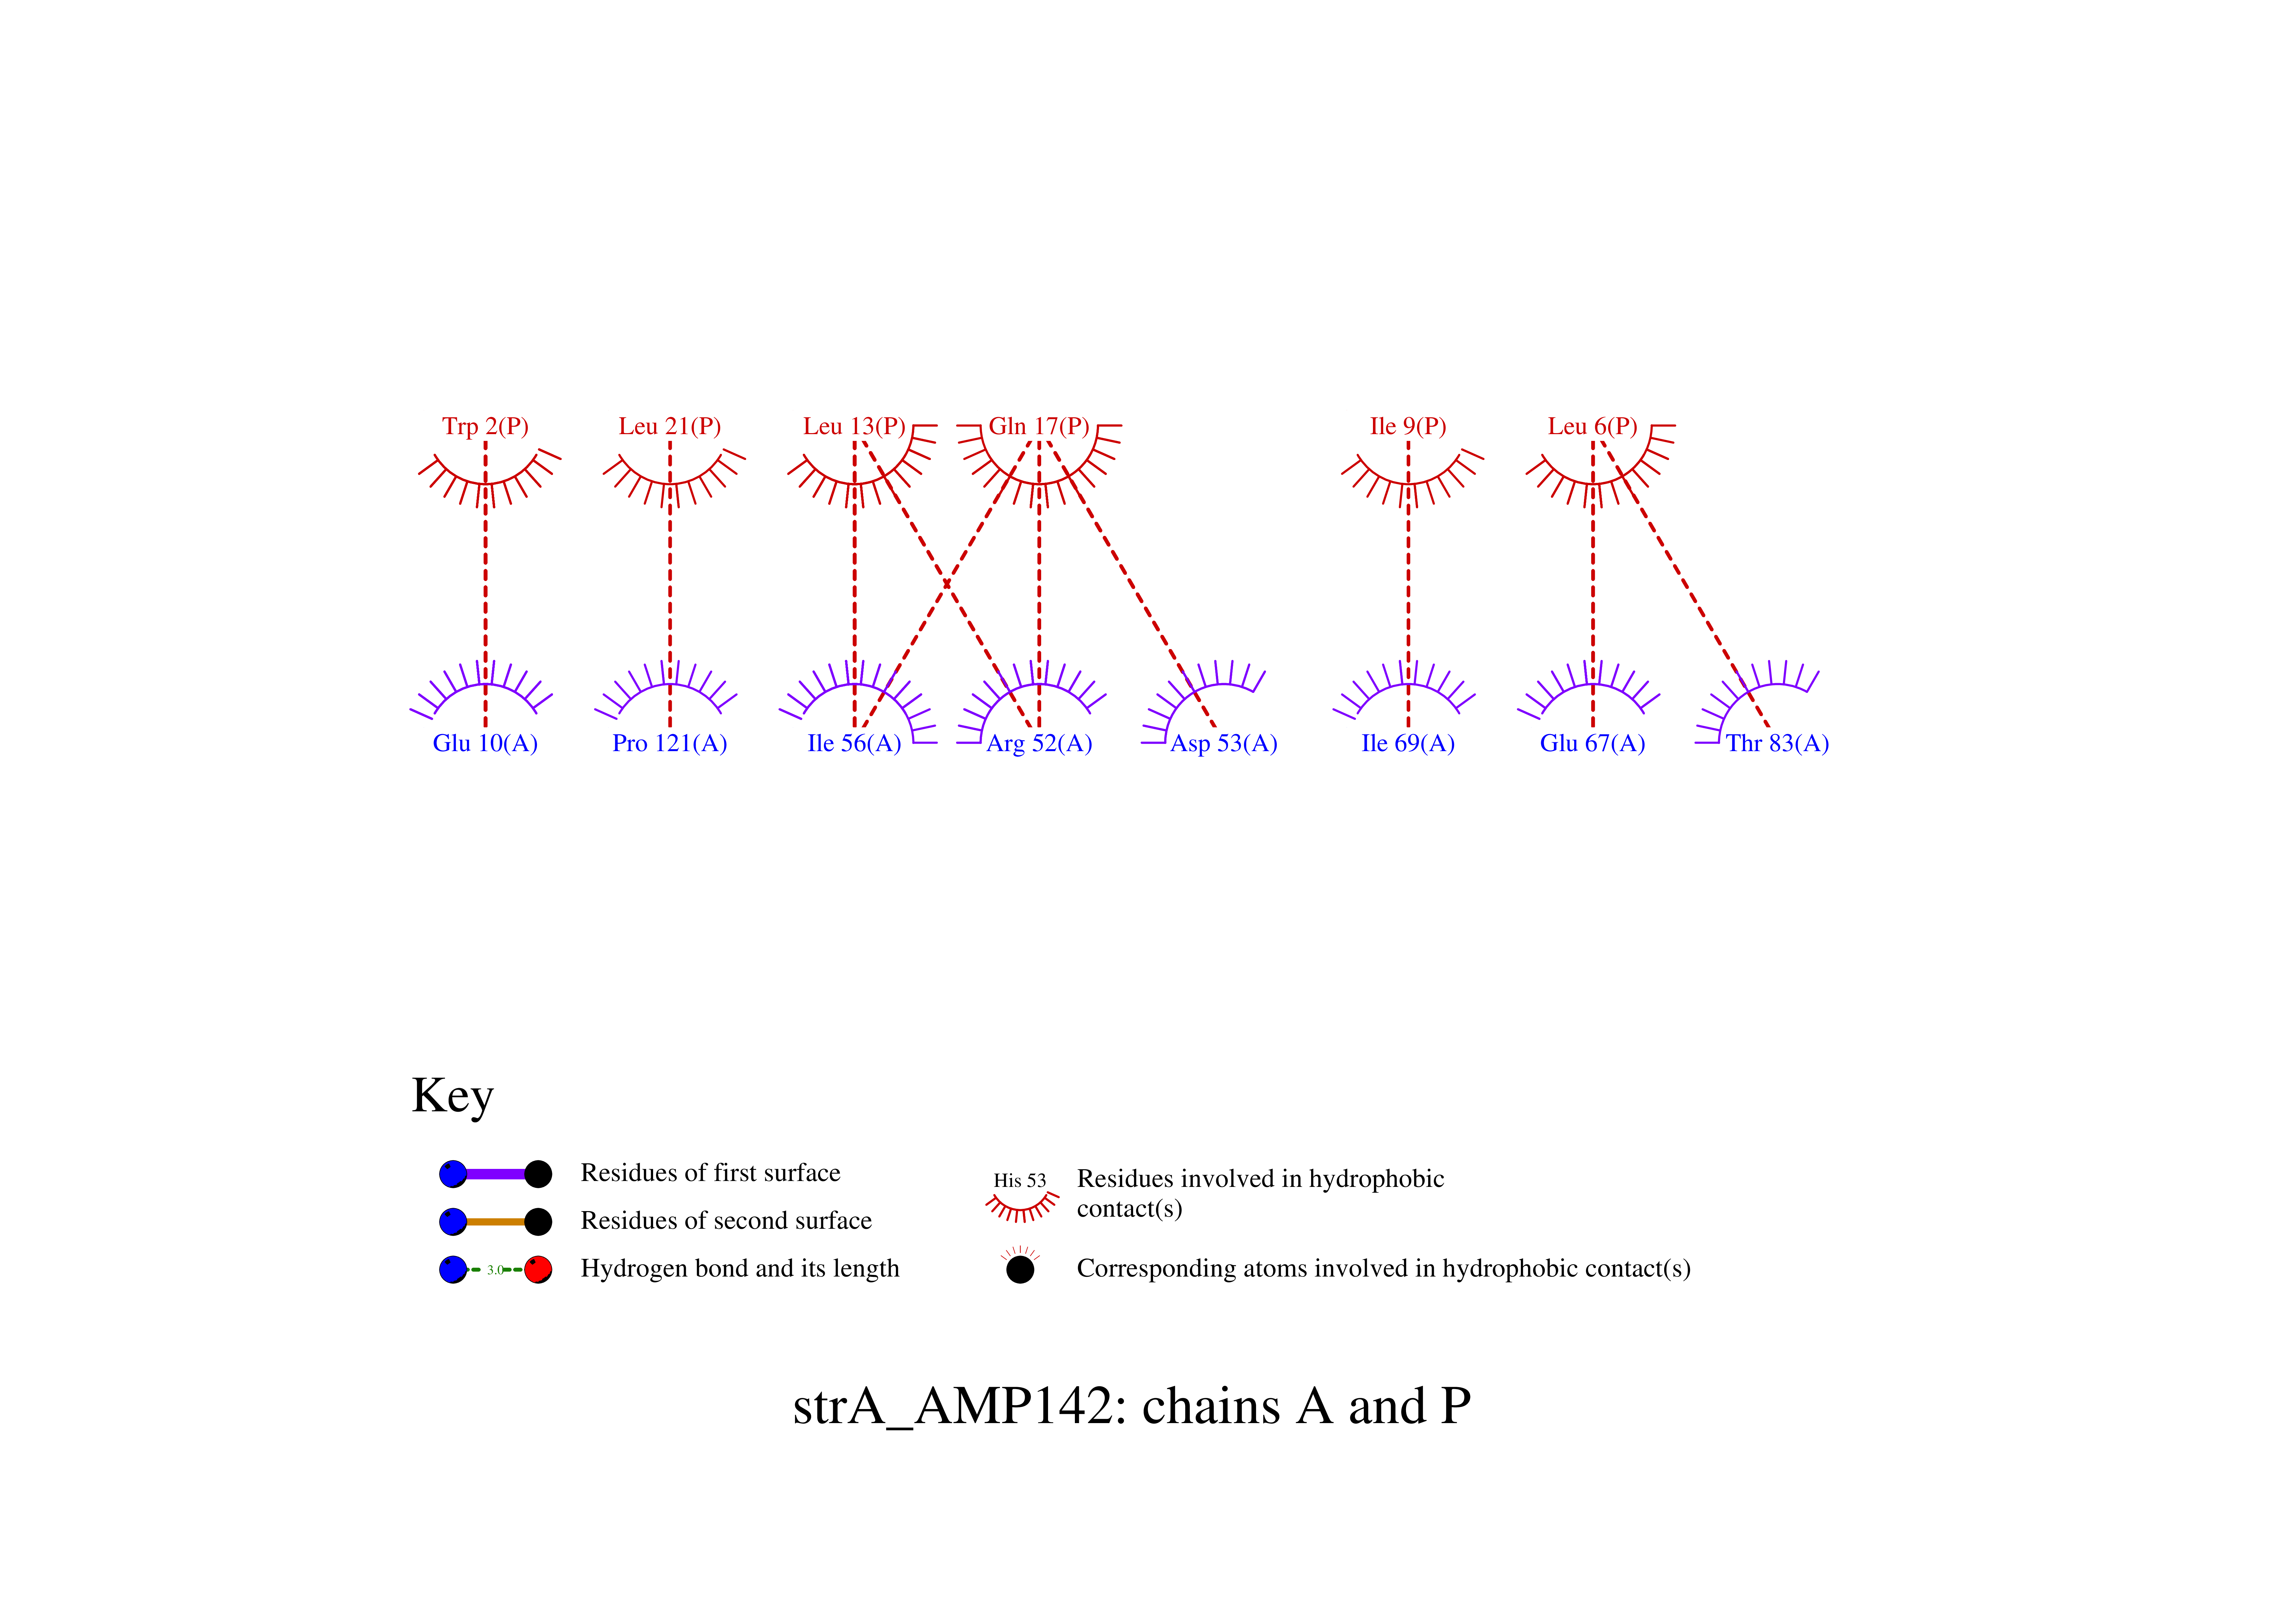 Trp 2(P) Leu 21(P) Leu 13(P) Gln 17(P) Ile 9(P) Leu 6(P)
Glu 10(A) Pro 121(A) Ile 56(A) Arg 52(A) Asp 53(A) Ile 69(A) Glu 67(A) Thr 83(A)
Key
Residues of first surface
Residues of second surface
3.0 Hydrogen bond and its length
His 53 Residues involved in hydrophobic
contact(s)
Corresponding atoms involved in hydrophobic contact(s)
strA_AMP142: chains A and P